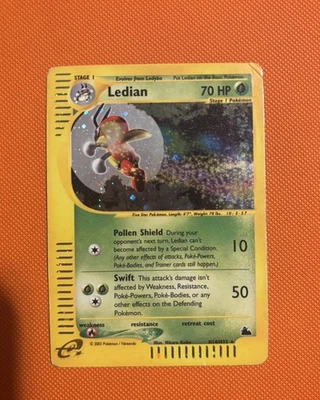 STAGE 1 Evolves from Ledyba Put Ledian on the Basic Pokémon
Ledian 70 HP
Stage 1 Pokémon
Five Star Pokémon. Length: 4'7", Weight 78 lbs.
Pollen Shield During your
opponent's next turn, Ledian can't
become affected by a Special Condition. 10
(Any other effects of attacks, Poké-Powers,
Poké-Bodies, and Trainer cards still happen.)
Swift This attack's damage isn't
affected by Weakness, Resistance,
Poké-Powers, Poké-Bodies, or any 50
other effects on the Defending
Pokémon.
weakness resistance retreat cost
e